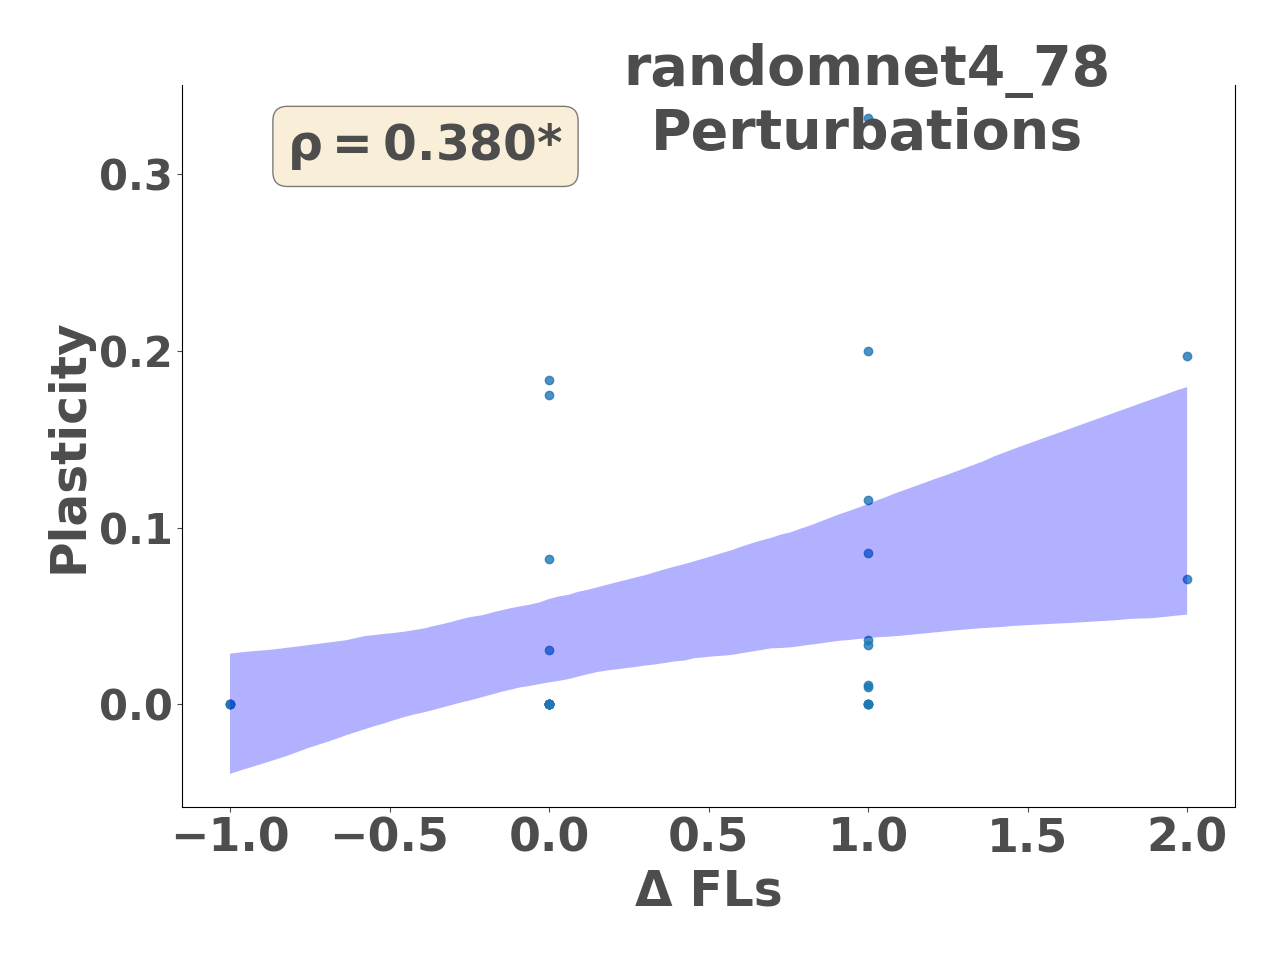 randomnet4_78
Perturbations
ρ = 0.380*
Plasticity
0.3
0.2
0.1
0.0
−1.0 −0.5 0.0 0.5 1.0 1.5 2.0
Δ FLs